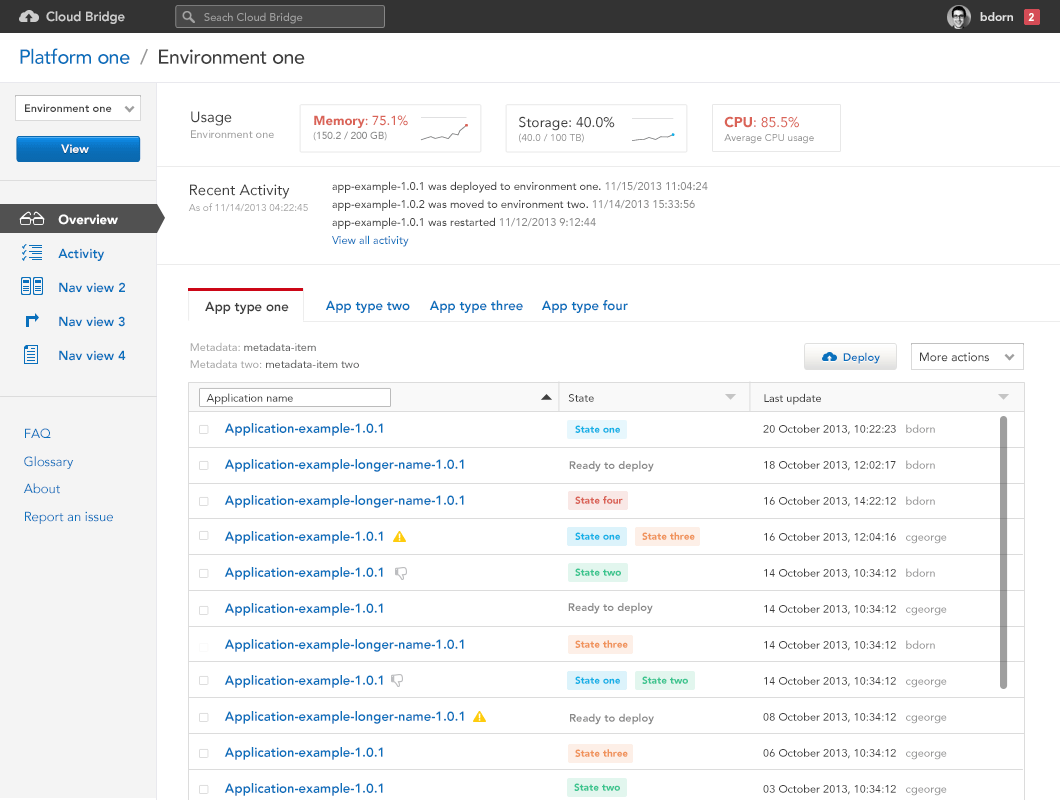 Cloud Bridge
Seach Cloud Bridge
bdorn 2
Platform one / Environment one
Environment one
View
Overview
Activity
Nav view 2
Nav view 3
Nav view 4
FAQ
Glossary
About
Report an issue
Usage
Environment one
Memory: 75.1%
(150.2 / 200 GB)
Storage: 40.0%
(40.0 / 100 TB)
CPU: 85.5%
Average CPU usage
Recent Activity
As of 11/14/2013 04:22:45
app-example-1.0.1 was deployed to environment one. 11/15/2013 11:04:24
app-example-1.0.2 was moved to environment two. 11/14/2013 15:33:56
app-example-1.0.1 was restarted 11/12/2013 9:12:44
View all activity
App type one App type two App type three App type four
Metadata: metadata-item
Metadata two: metadata-item two
Deploy
More actions
Application name State Last update
Application-example-1.0.1 State one 20 October 2013, 10:22:23 bdorn
Application-example-longer-name-1.0.1 Ready to deploy 18 October 2013, 12:02:17 bdorn
Application-example-longer-name-1.0.1 State four 16 October 2013, 14:22:12 bdorn
Application-example-1.0.1 State one State three 16 October 2013, 12:04:16 cgeorge
Application-example-1.0.1 State two 14 October 2013, 10:34:12 bdorn
Application-example-1.0.1 Ready to deploy 14 October 2013, 10:34:12 cgeorge
Application-example-longer-name-1.0.1 State three 14 October 2013, 10:34:12 bdorn
Application-example-1.0.1 State one State two 14 October 2013, 10:34:12 cgeorge
Application-example-longer-name-1.0.1 Ready to deploy 08 October 2013, 10:34:12 cgeorge
Application-example-1.0.1 State three 06 October 2013, 10:34:12 cgeorge
Application-example-1.0.1 State two 03 October 2013, 10:34:12 cgeorge